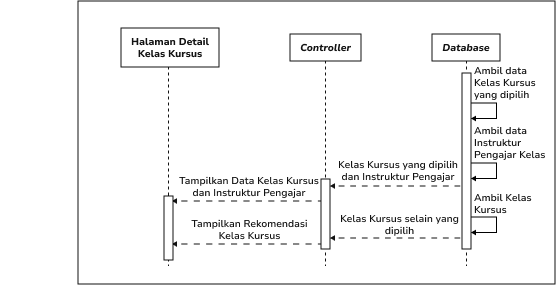 Halaman Detail
Kelas Kursus
Controller
Database
Ambil data
Kelas Kursus
yang dipilih
Ambil data
Instruktur
Pengajar Kelas
Kelas Kursus yang dipilih
dan Instruktur Pengajar
Tampilkan Data Kelas Kursus
dan Instruktur Pengajar
Ambil Kelas
Kursus
Kelas Kursus selain yang
dipilih
Tampilkan Rekomendasi
Kelas Kursus